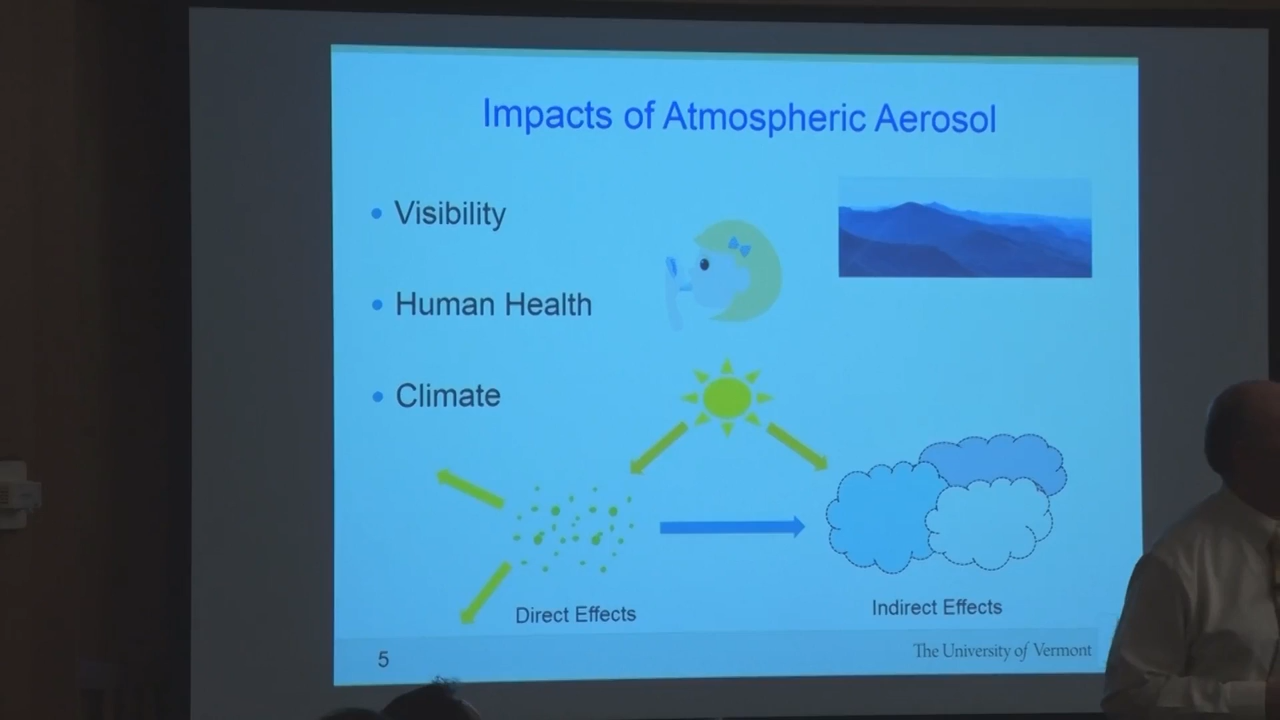 Impacts of Atmospheric Aerosol
Visibility
Human Health
Climate
Direct Effects
Indirect Effects
5
The University of Vermont